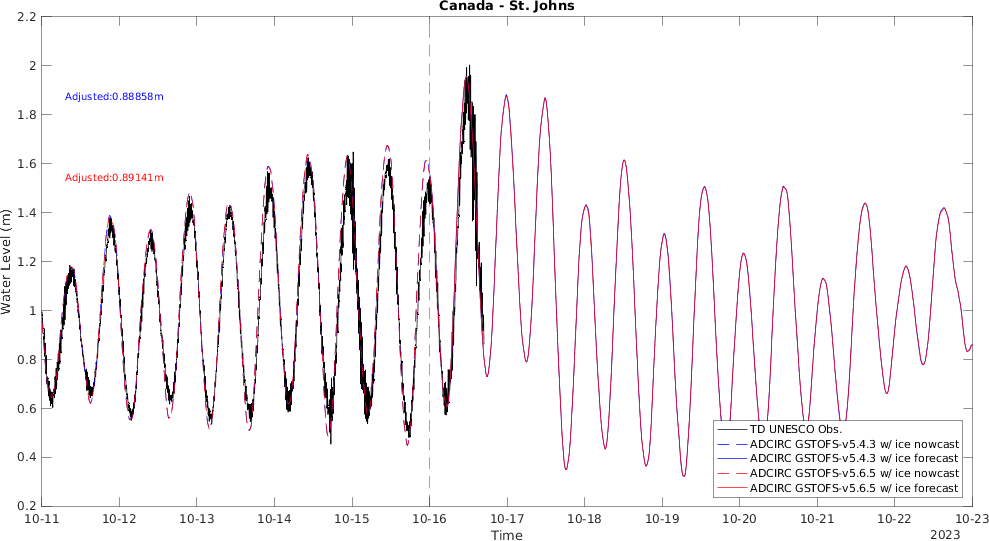 Canada - St. Johns
2.2
2
1.8
1.6
1.4
1.2
1
0.8
0.6
0.4
0.2
Water Level (m)
Adjusted:0.88858m
Adjusted:0.89141m
TD UNESCO Obs.
ADCIRC GSTOFS-v5.4.3 w/ ice nowcast
ADCIRC GSTOFS-v5.4.3 w/ ice forecast
ADCIRC GSTOFS-v5.6.5 w/ ice nowcast
ADCIRC GSTOFS-v5.6.5 w/ ice forecast
10-11 10-12 10-13 10-14 10-15 10-16 10-17 10-18 10-19 10-20 10-21 10-22 10-23
Time
2023